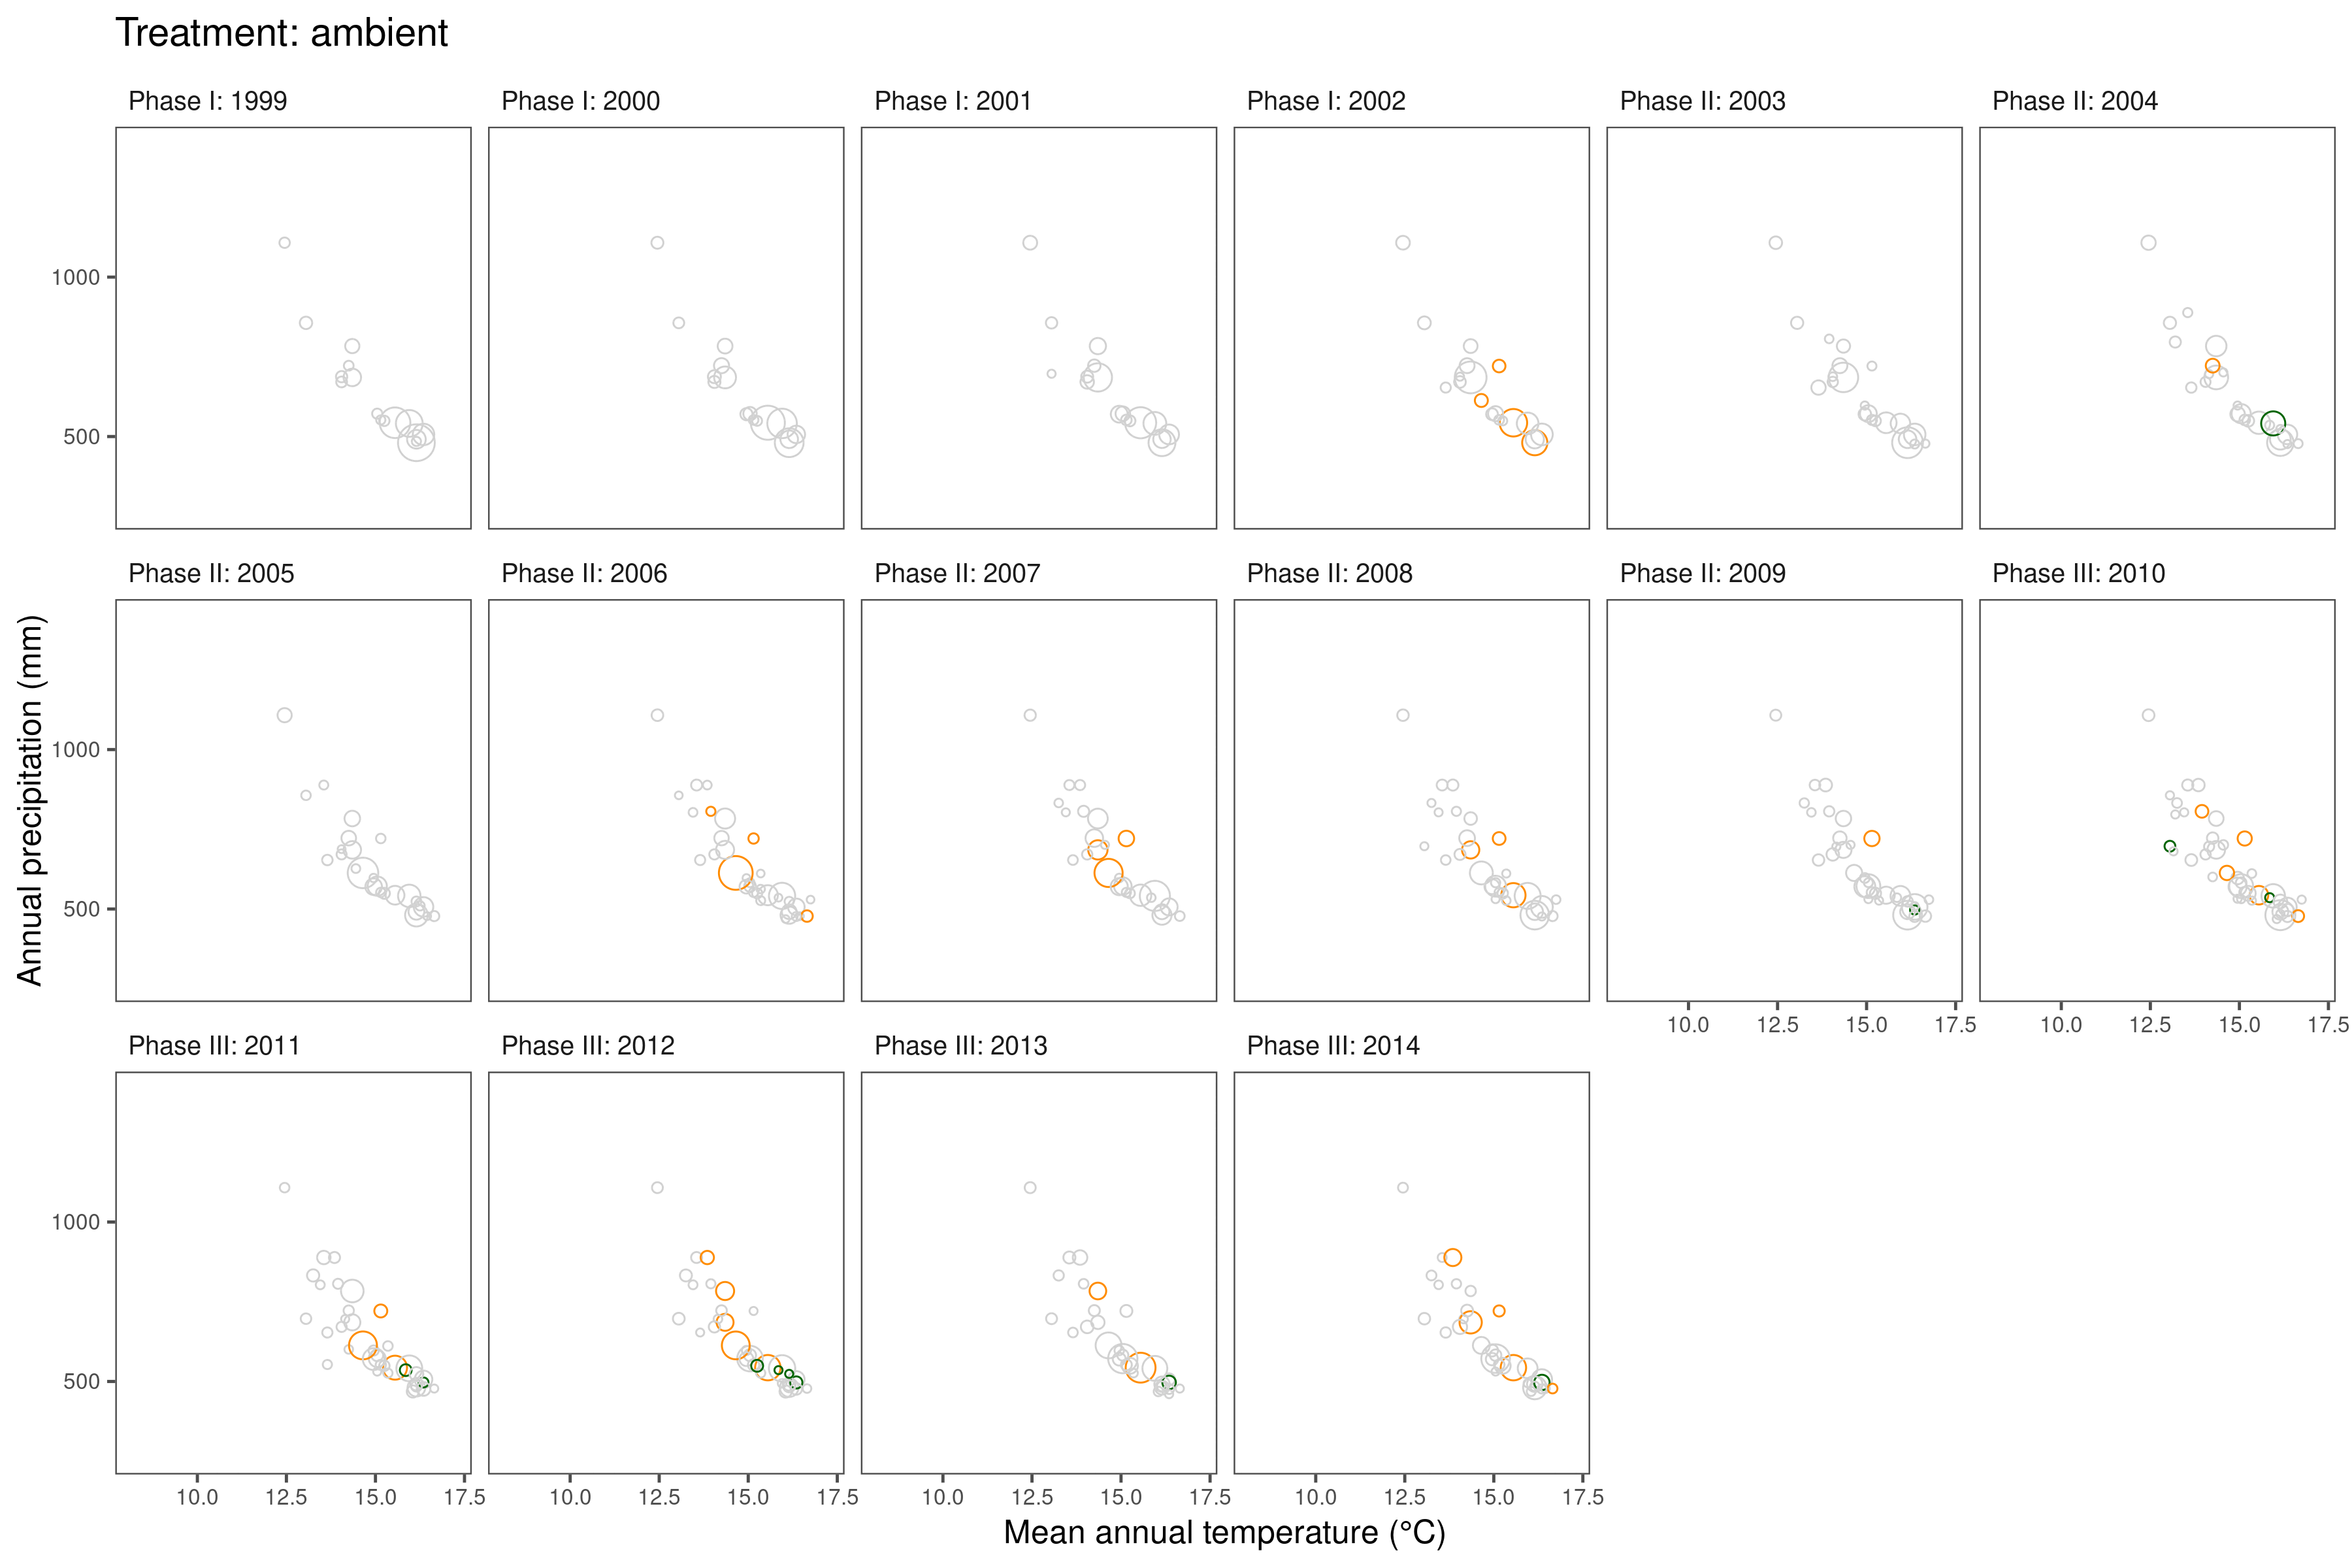 Treatment: ambient
Phase I: 1999
Phase I: 2000
Phase I: 2001
Phase I: 2002
Phase II: 2003
Phase II: 2004
1000
500
Phase II: 2005
Phase II: 2006
Phase II: 2007
Phase II: 2008
Phase II: 2009
Phase III: 2010
Annual precipitation (mm)
1000
500
10.0 12.5 15.0 17.5
10.0 12.5 15.0 17.5
Phase III: 2011
Phase III: 2012
Phase III: 2013
Phase III: 2014
1000
500
10.0 12.5 15.0 17.5
10.0 12.5 15.0 17.5
10.0 12.5 15.0 17.5
10.0 12.5 15.0 17.5
Mean annual temperature (°C)